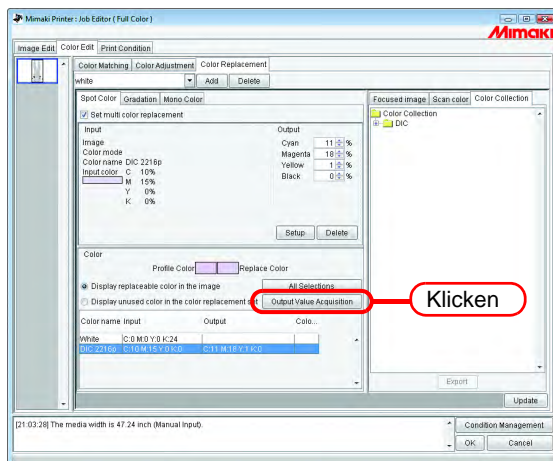 Mimaki Printer : Job Editor ( Full Color )
Mimaki
Image Edit Color Edit Print Condition
Color Matching Color Adjustment Color Replacement
white Add Delete
Spot Color Gradation Mono Color
Focused image Scan color Color Collection
Set multi color replacement
Color Collection
DIC
Input
Output
Image
Color mode
Color name DIC 2216p
Input color C 10%
M 15%
Y 0%
K 0%
Cyan 11 %
Magenta 18 %
Yellow 1 %
Black 0 %
Setup Delete
Color
Profile Color Replace Color
Display replaceable color in the image All Selections
Display unused color in the color replacement set Output Value Acquisition
Klicken
Color name Input Output Colo...
White C:0 M:0 Y:0 K:24
DIC 2216p C:10 M:15 Y:0 K:0 C:11 M:18 Y:1 K:0
Export
Update
[21:03:28] The media width is 47.24 inch (Manual Input).
Condition Management
OK Cancel